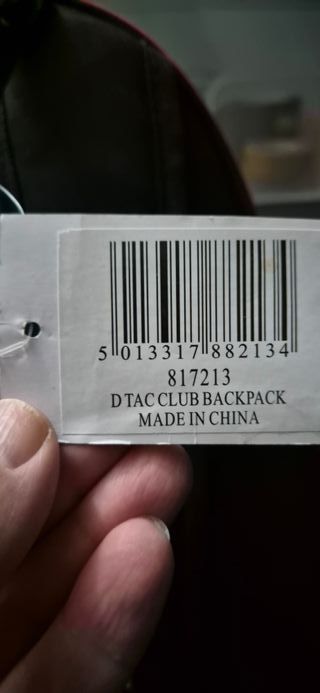 5 013317 882134
817213
D TAC CLUB BACKPACK
MADE IN CHINA